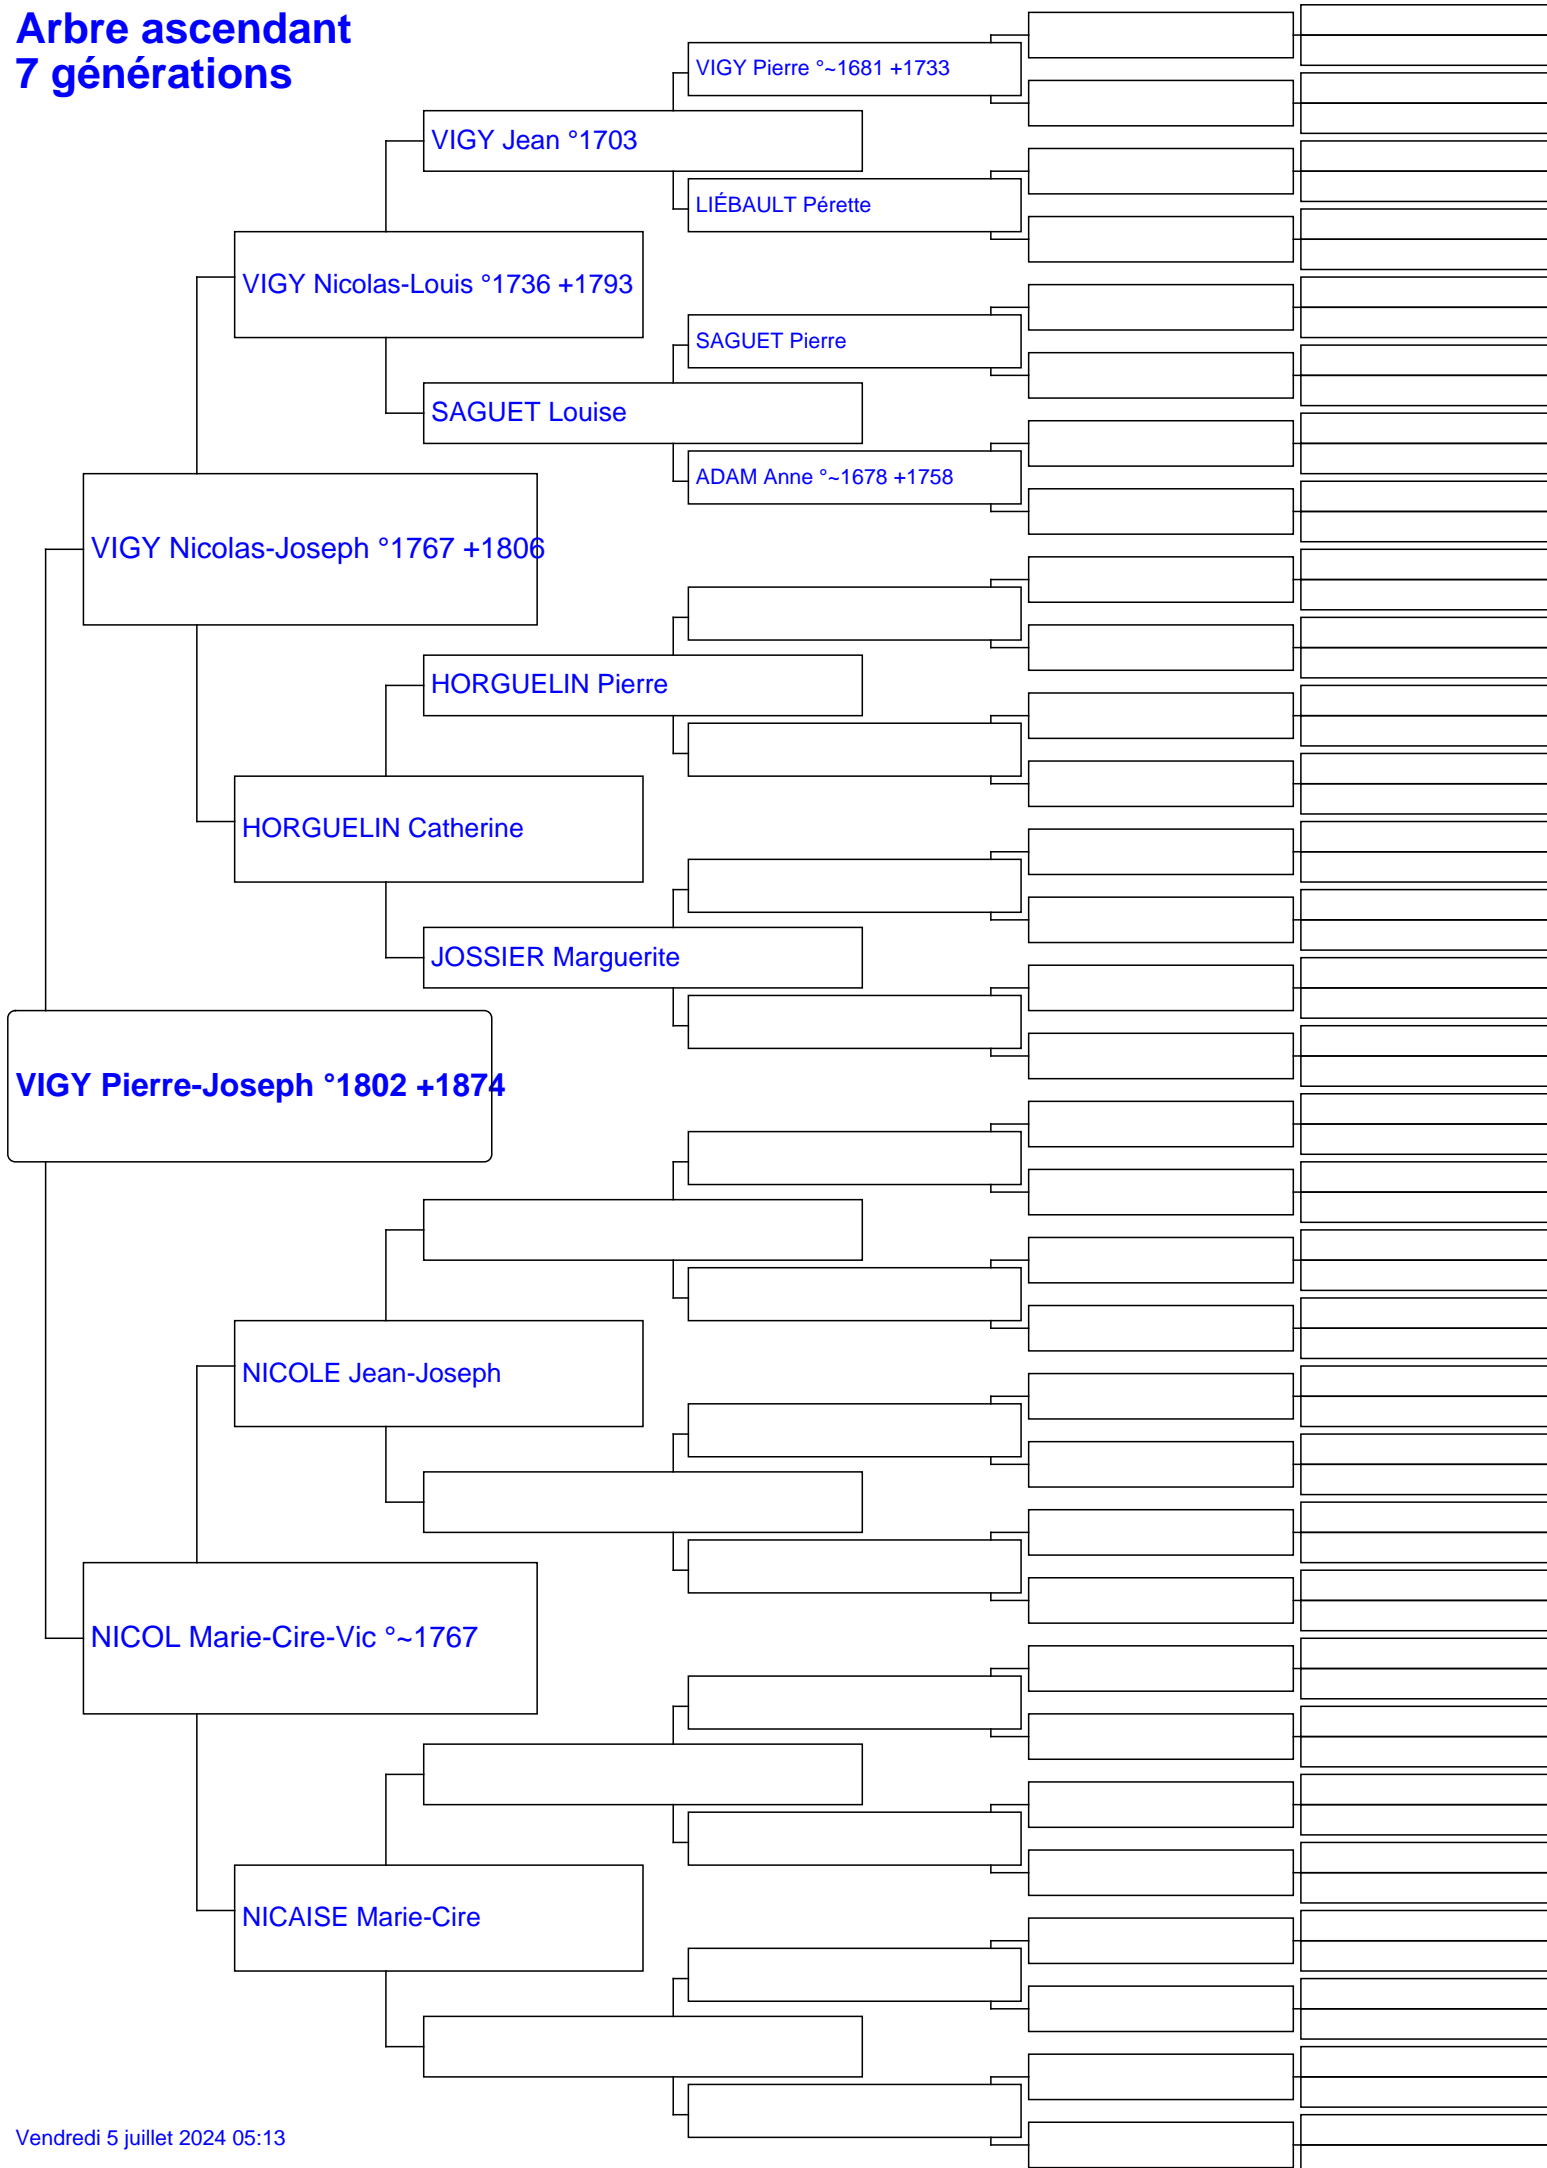 Arbre ascendant
7 générations
VIGY Pierre °~1681 +1733
VIGY Jean °1703
LIÉBAULT Pérette
VIGY Nicolas-Louis °1736 +1793
SAGUET Pierre
SAGUET Louise
ADAM Anne °~1678 +1758
VIGY Nicolas-Joseph °1767 +1806
HORGUELIN Pierre
HORGUELIN Catherine
JOSSIER Marguerite
VIGY Pierre-Joseph °1802 +1874
NICOLE Jean-Joseph
NICOL Marie-Cire-Vic °~1767
NICAISE Marie-Cire
Vendredi 5 juillet 2024 05:13